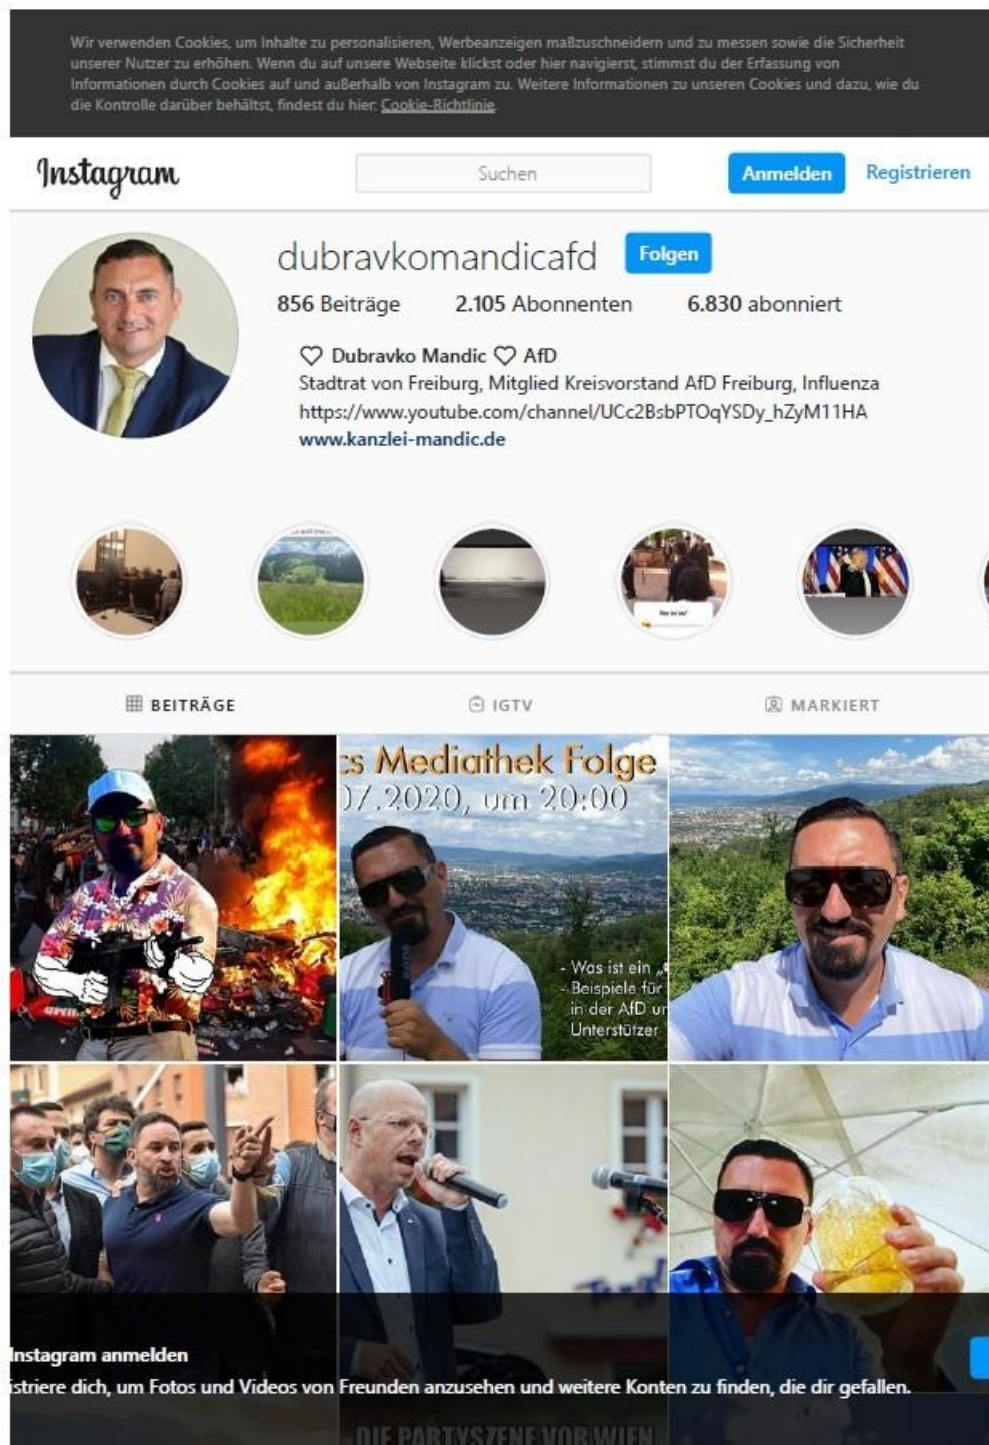 Wir verwenden Cookies, um Inhalte zu personalisieren, Werbeanzeigen maßzuschneidern und zu messen sowie die Sicherheit
unserer Nutzer zu erhöhen. Wenn du auf unsere Webseite klickst oder hier navigierst, stimmst du der Erfassung von
Informationen durch Cookies auf und außerhalb von Instagram zu. Weitere Informationen zu unseren Cookies und dazu, wie du
die Kontrolle darüber behältst, findest du hier: Cookie-Richtlinie.
Instagram
Suchen
Anmelden
Registrieren
dubravkomandicafd
Folgen
856 Beiträge 2.105 Abonnenten 6.830 abonniert
♡ Dubravko Mandic ♡ AfD
Stadtrat von Freiburg, Mitglied Kreisvorstand AfD Freiburg, Influenza
https://www.youtube.com/channel/UCc2BsbPTOqYSDy_hZyM11HA
www.kanzlei-mandic.de
BEITRÄGE
IGTV
MARKIERT
cs Mediathek Folge
07.2020, um 20:00
- Was ist ein „
- Beispiele für
in der AfD ur
Unterstützer
Instagram anmelden
istriere dich, um Fotos und Videos von Freunden anzusehen und weitere Konten zu finden, die dir gefallen.
DIE PARTYSZENE VOR WIEN